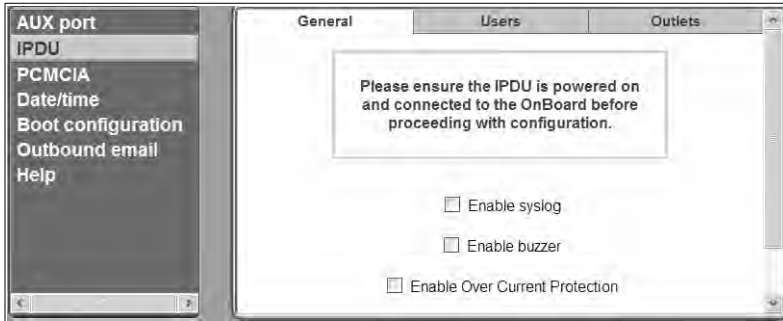 AUX port
IPDU
PCMCIA
Date/time
Boot configuration
Outbound email
Help
General
Users
Outlets
Please ensure the IPDU is powered on
and connected to the OnBoard before
proceeding with configuration.
Enable syslog
Enable buzzer
Enable Over Current Protection